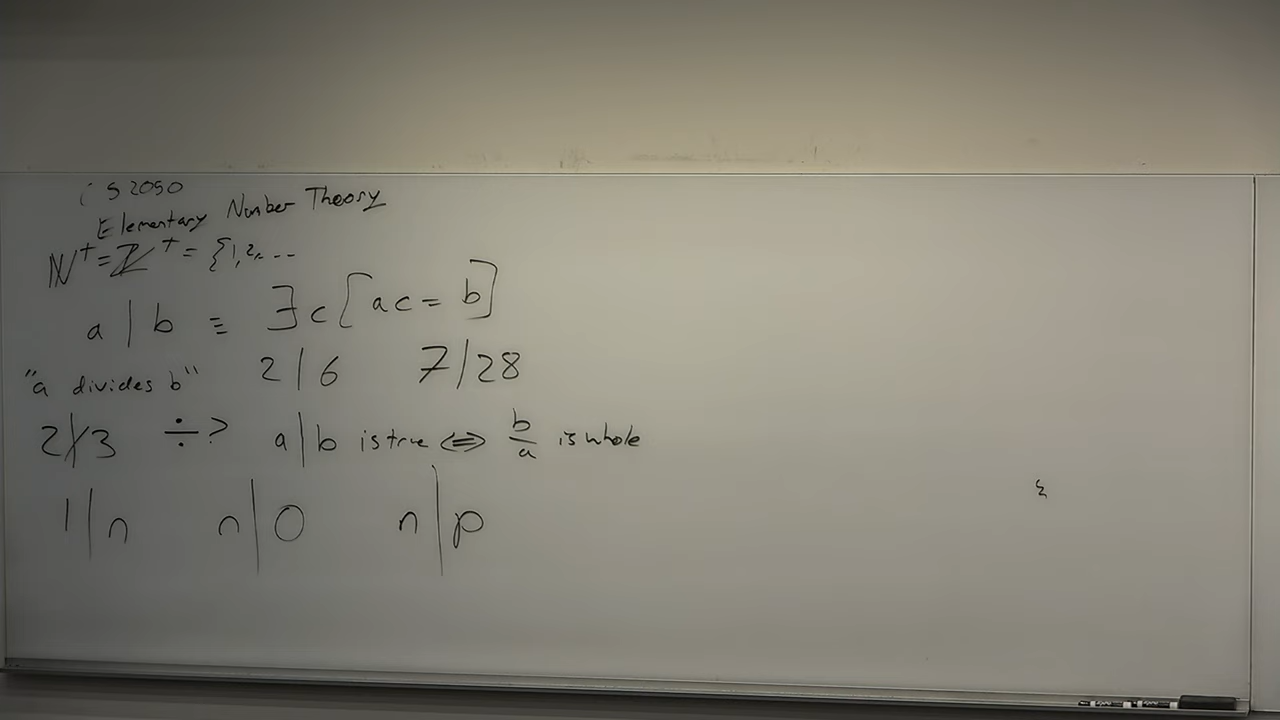 CS 2050
Elementary Number Theory
ℕ⁺ = ℤ⁺ = {1,2,...
a | b ≡ ∃c[ac = b]
"a divides b" 2 | 6 7 | 28
2 ∤ 3 ÷? a | b is true ⇔ b/a is whole
1 | n n | 0 n | p